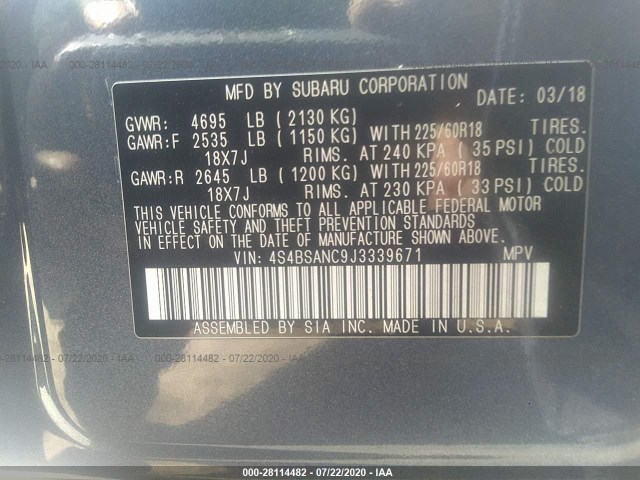 MFD BY SUBARU CORPORATION
DATE: 03/18
GVWR: 4695 LB ( 2130 KG)
GAWR:F 2535 LB ( 1150 KG) WITH 225/60R18 TIRES.
18X7J RIMS. AT 240 KPA ( 35 PSI) COLD
GAWR:R 2645 LB ( 1200 KG) WITH 225/60R18 TIRES.
18X7J RIMS. AT 230 KPA ( 33 PSI) COLD
THIS VEHICLE CONFORMS TO ALL APPLICABLE FEDERAL MOTOR
VEHICLE SAFETY AND THEFT PREVENTION STANDARDS
IN EFFECT ON THE DATE OF MANUFACTURE SHOWN ABOVE.
VIN: 4S4BSANC9J3339671 MPV
ASSEMBLED BY SIA INC. MADE IN U.S.A.
000-28114482 - 07/22/2020 - IAA